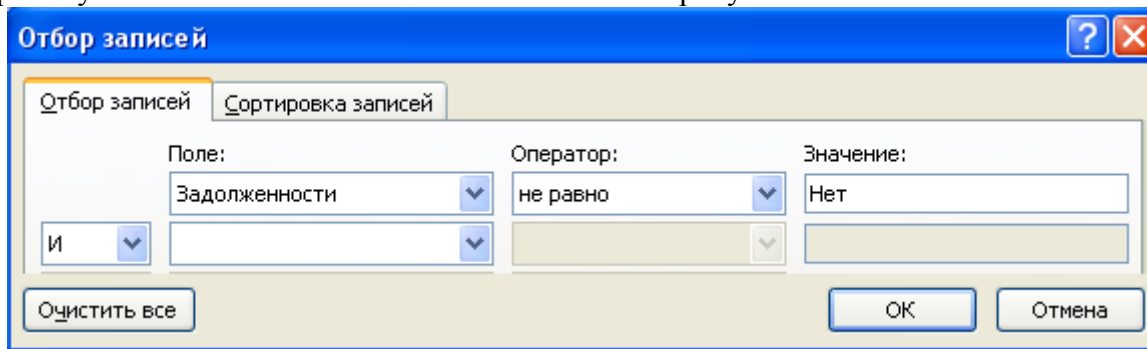 Отбор записей
Отбор записей Сортировка записей
Поле: Оператор: Значение:
Задолженности не равно Нет
И
Очистить все ОК Отмена